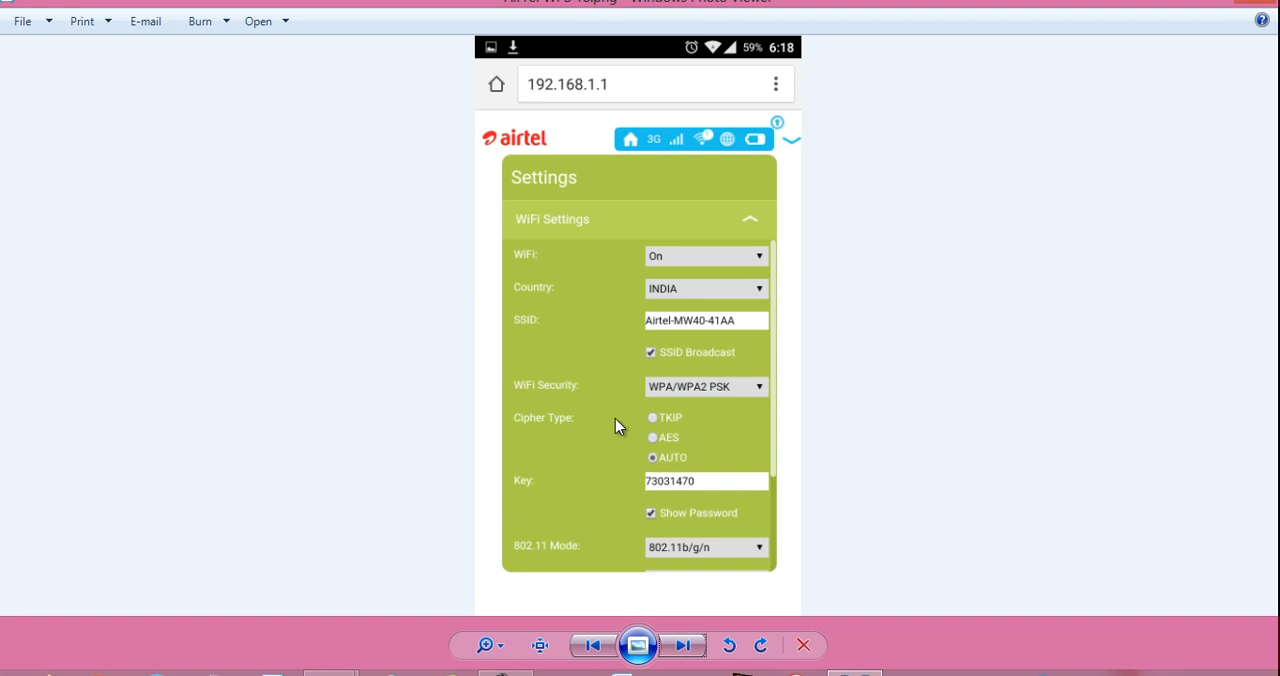 File Print E-mail Burn Open
59% 6:18
192.168.1.1
airtel 3G 1
Settings
WiFi Settings
WiFi: On
Country: INDIA
SSID: Airtel-MW40-41AA
SSID Broadcast
WiFi Security: WPA/WPA2 PSK
Cipher Type: TKIP
AES
AUTO
Key: 73031470
Show Password
802.11 Mode: 802.11b/g/n